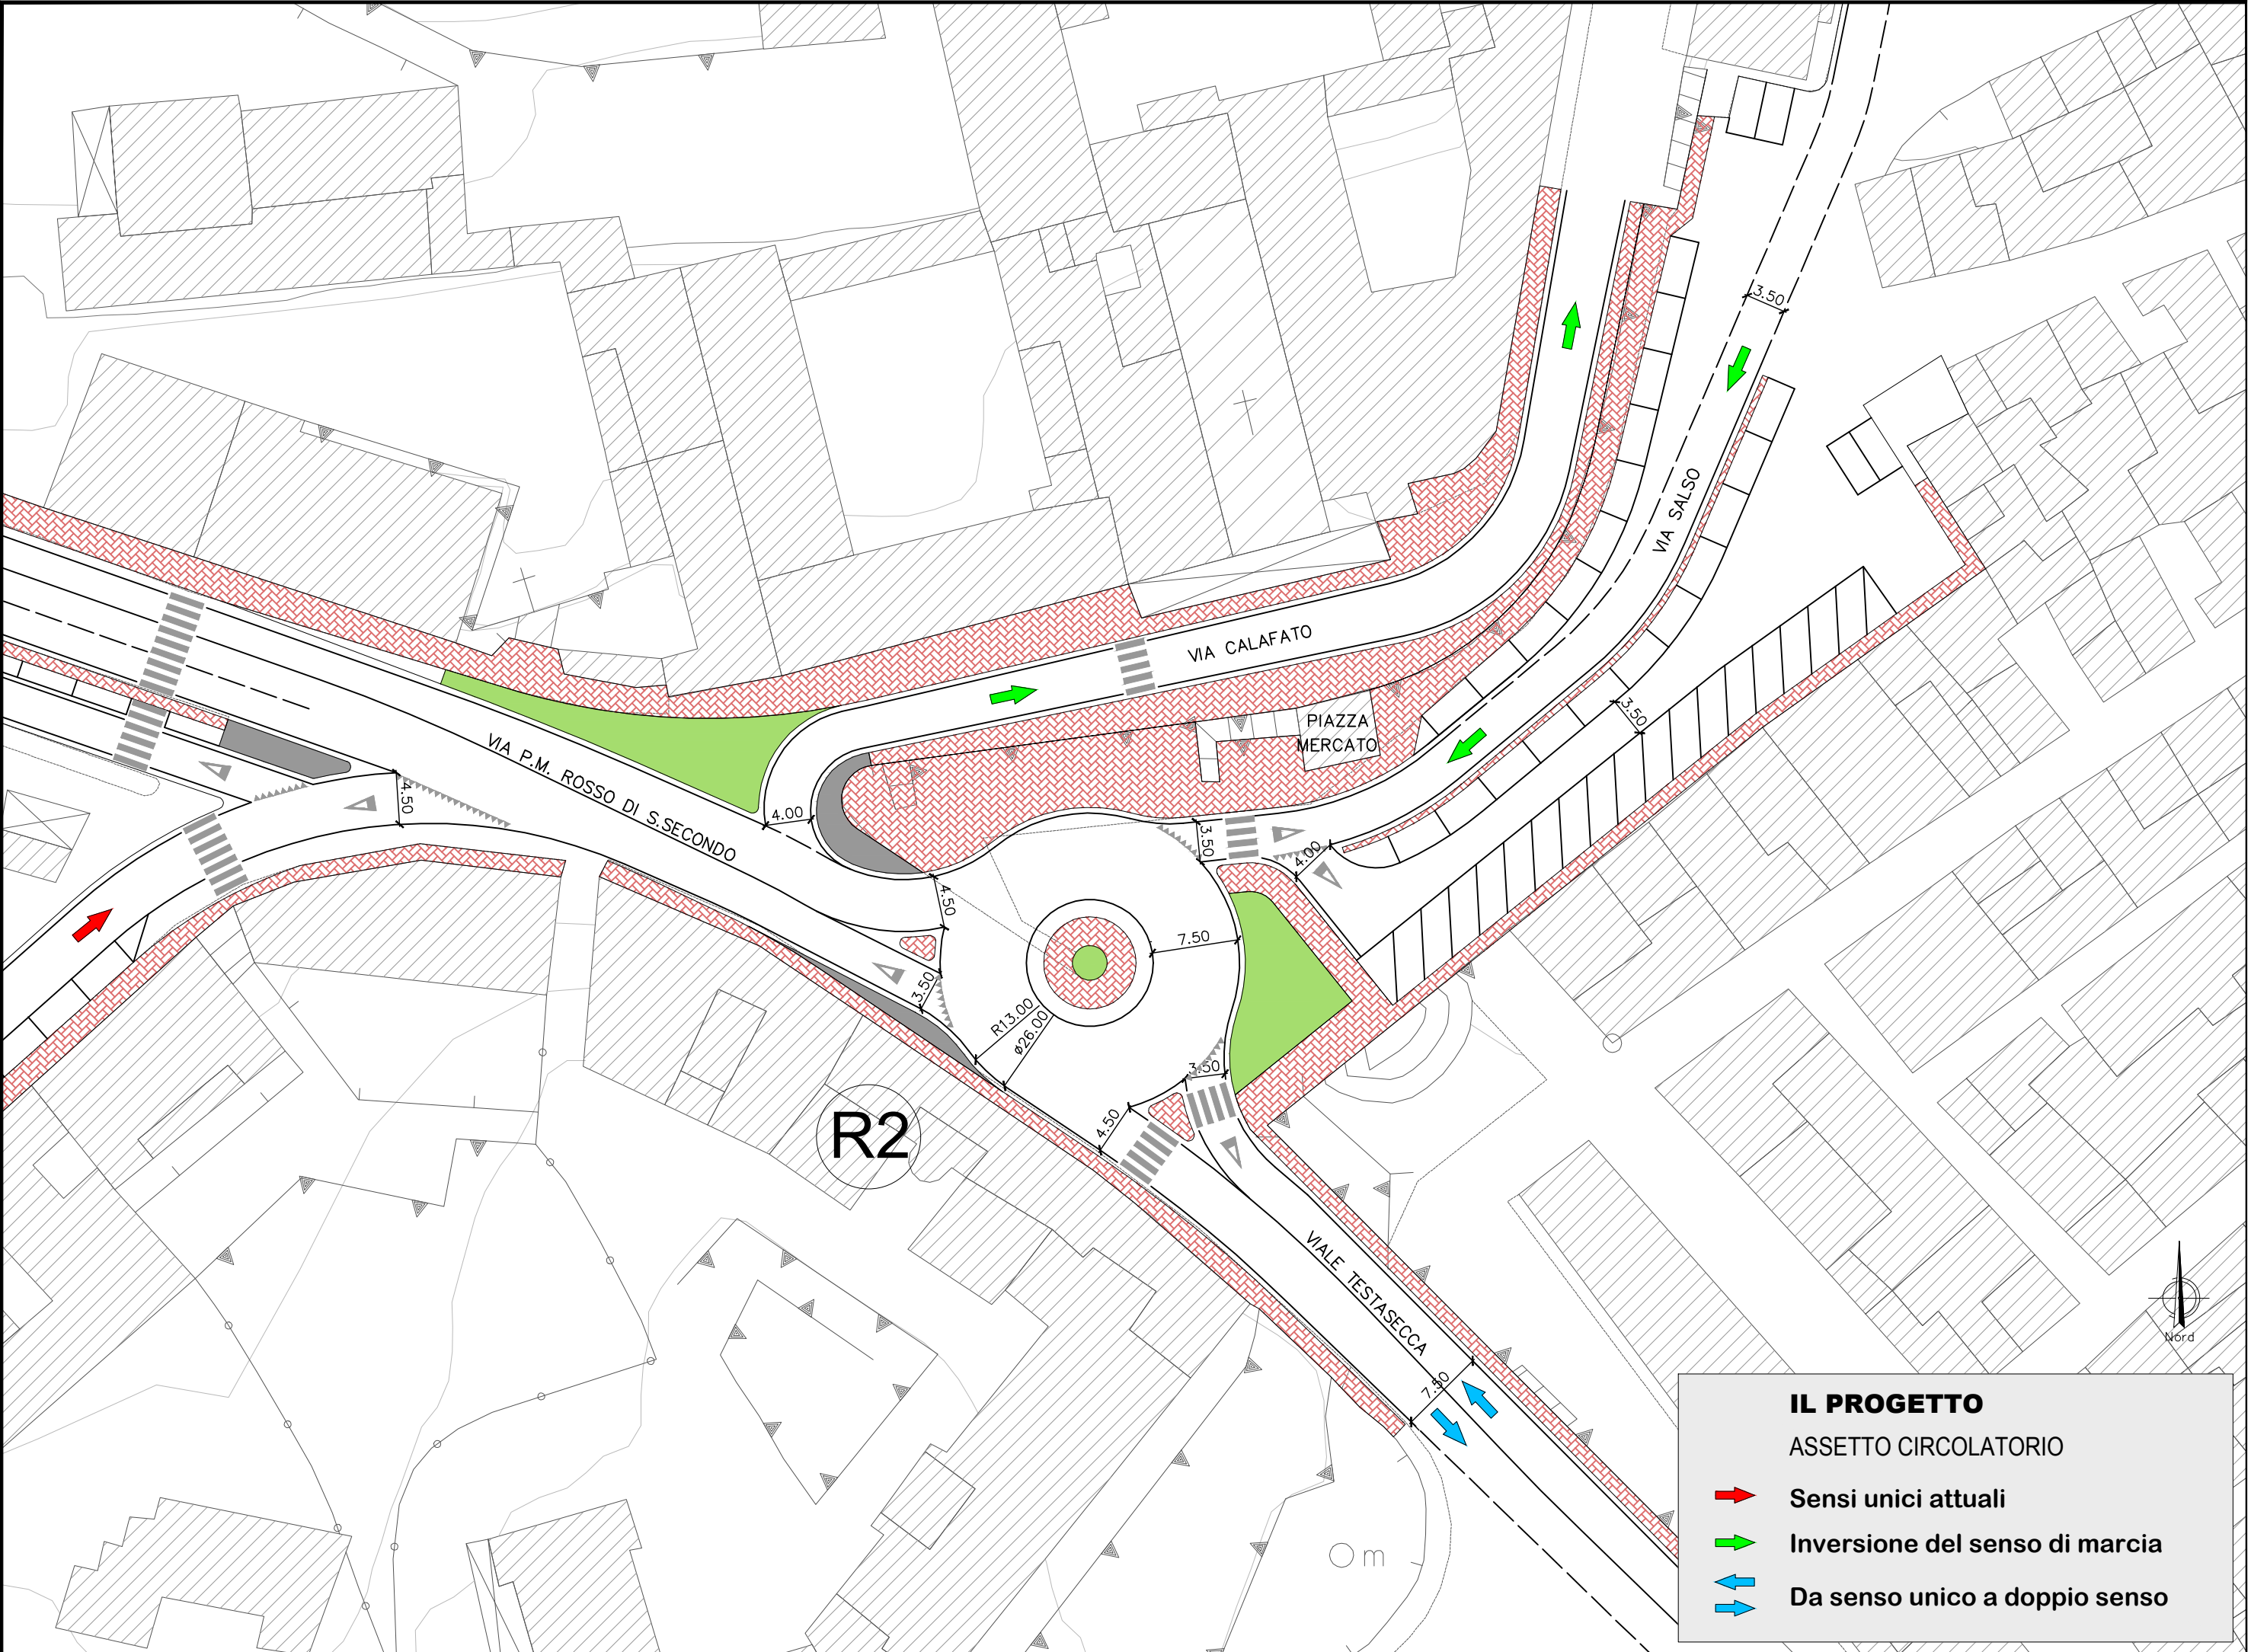 3.50
VIA SALSO
VIA CALAFATO
PIAZZA
MERCATO
3.50
VIA P.M. ROSSO DI S.SECONDO
4.50
4.00
3.50
4.00
4.50
7.50
3.50
R13.00
ø26.00
3.50
4.50
R2
VIALE TESTASECCA
7.50
m
Nord
IL PROGETTO
ASSETTO CIRCOLATORIO
Sensi unici attuali
Inversione del senso di marcia
Da senso unico a doppio senso